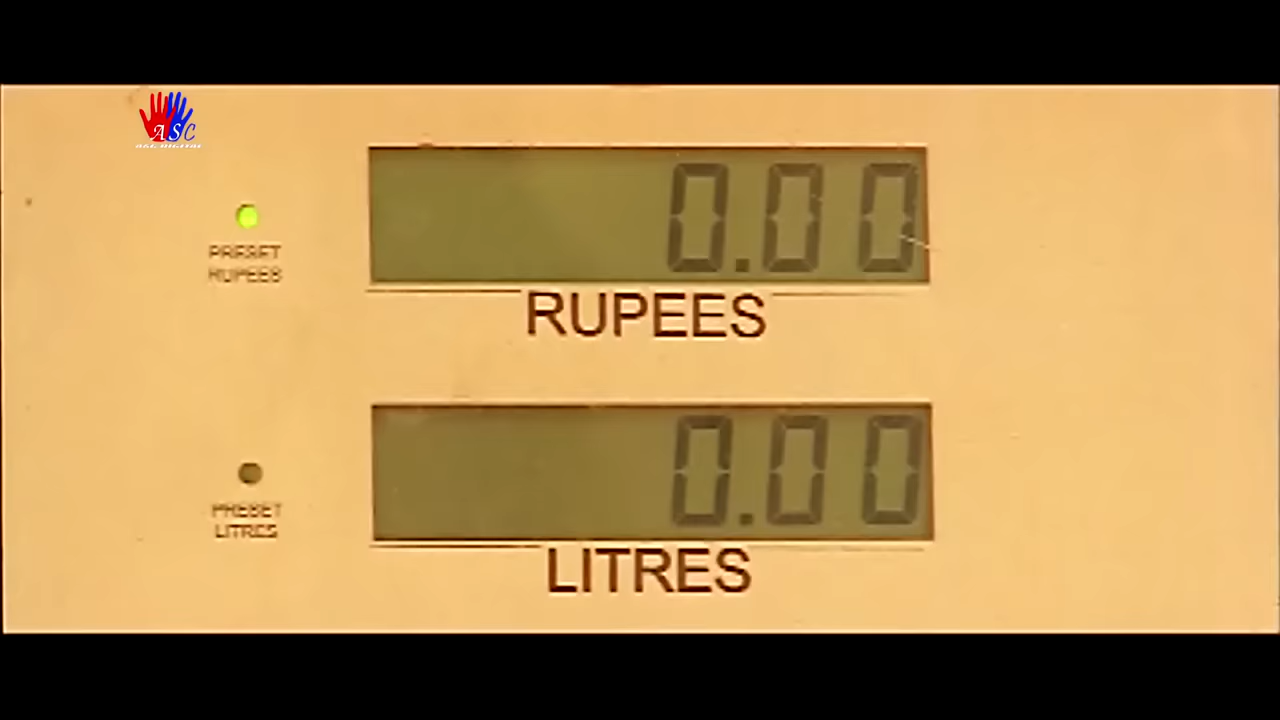 ASC
0.00
PRESET
RUPEES
RUPEES
0.00
PRESET
LITRES
LITRES